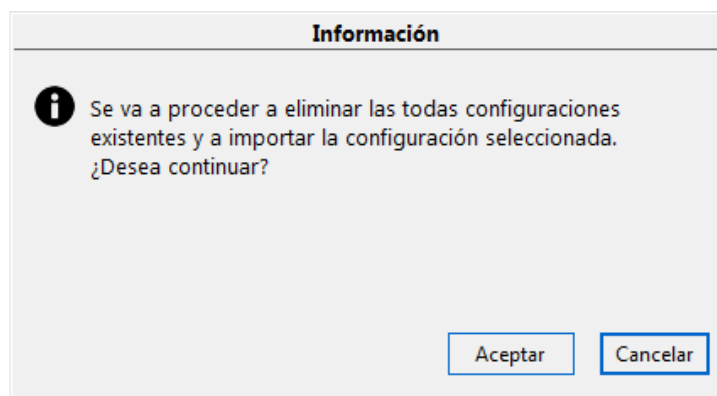 Información
Se va a proceder a eliminar las todas configuraciones
existentes y a importar la configuración seleccionada.
¿Desea continuar?
Aceptar
Cancelar